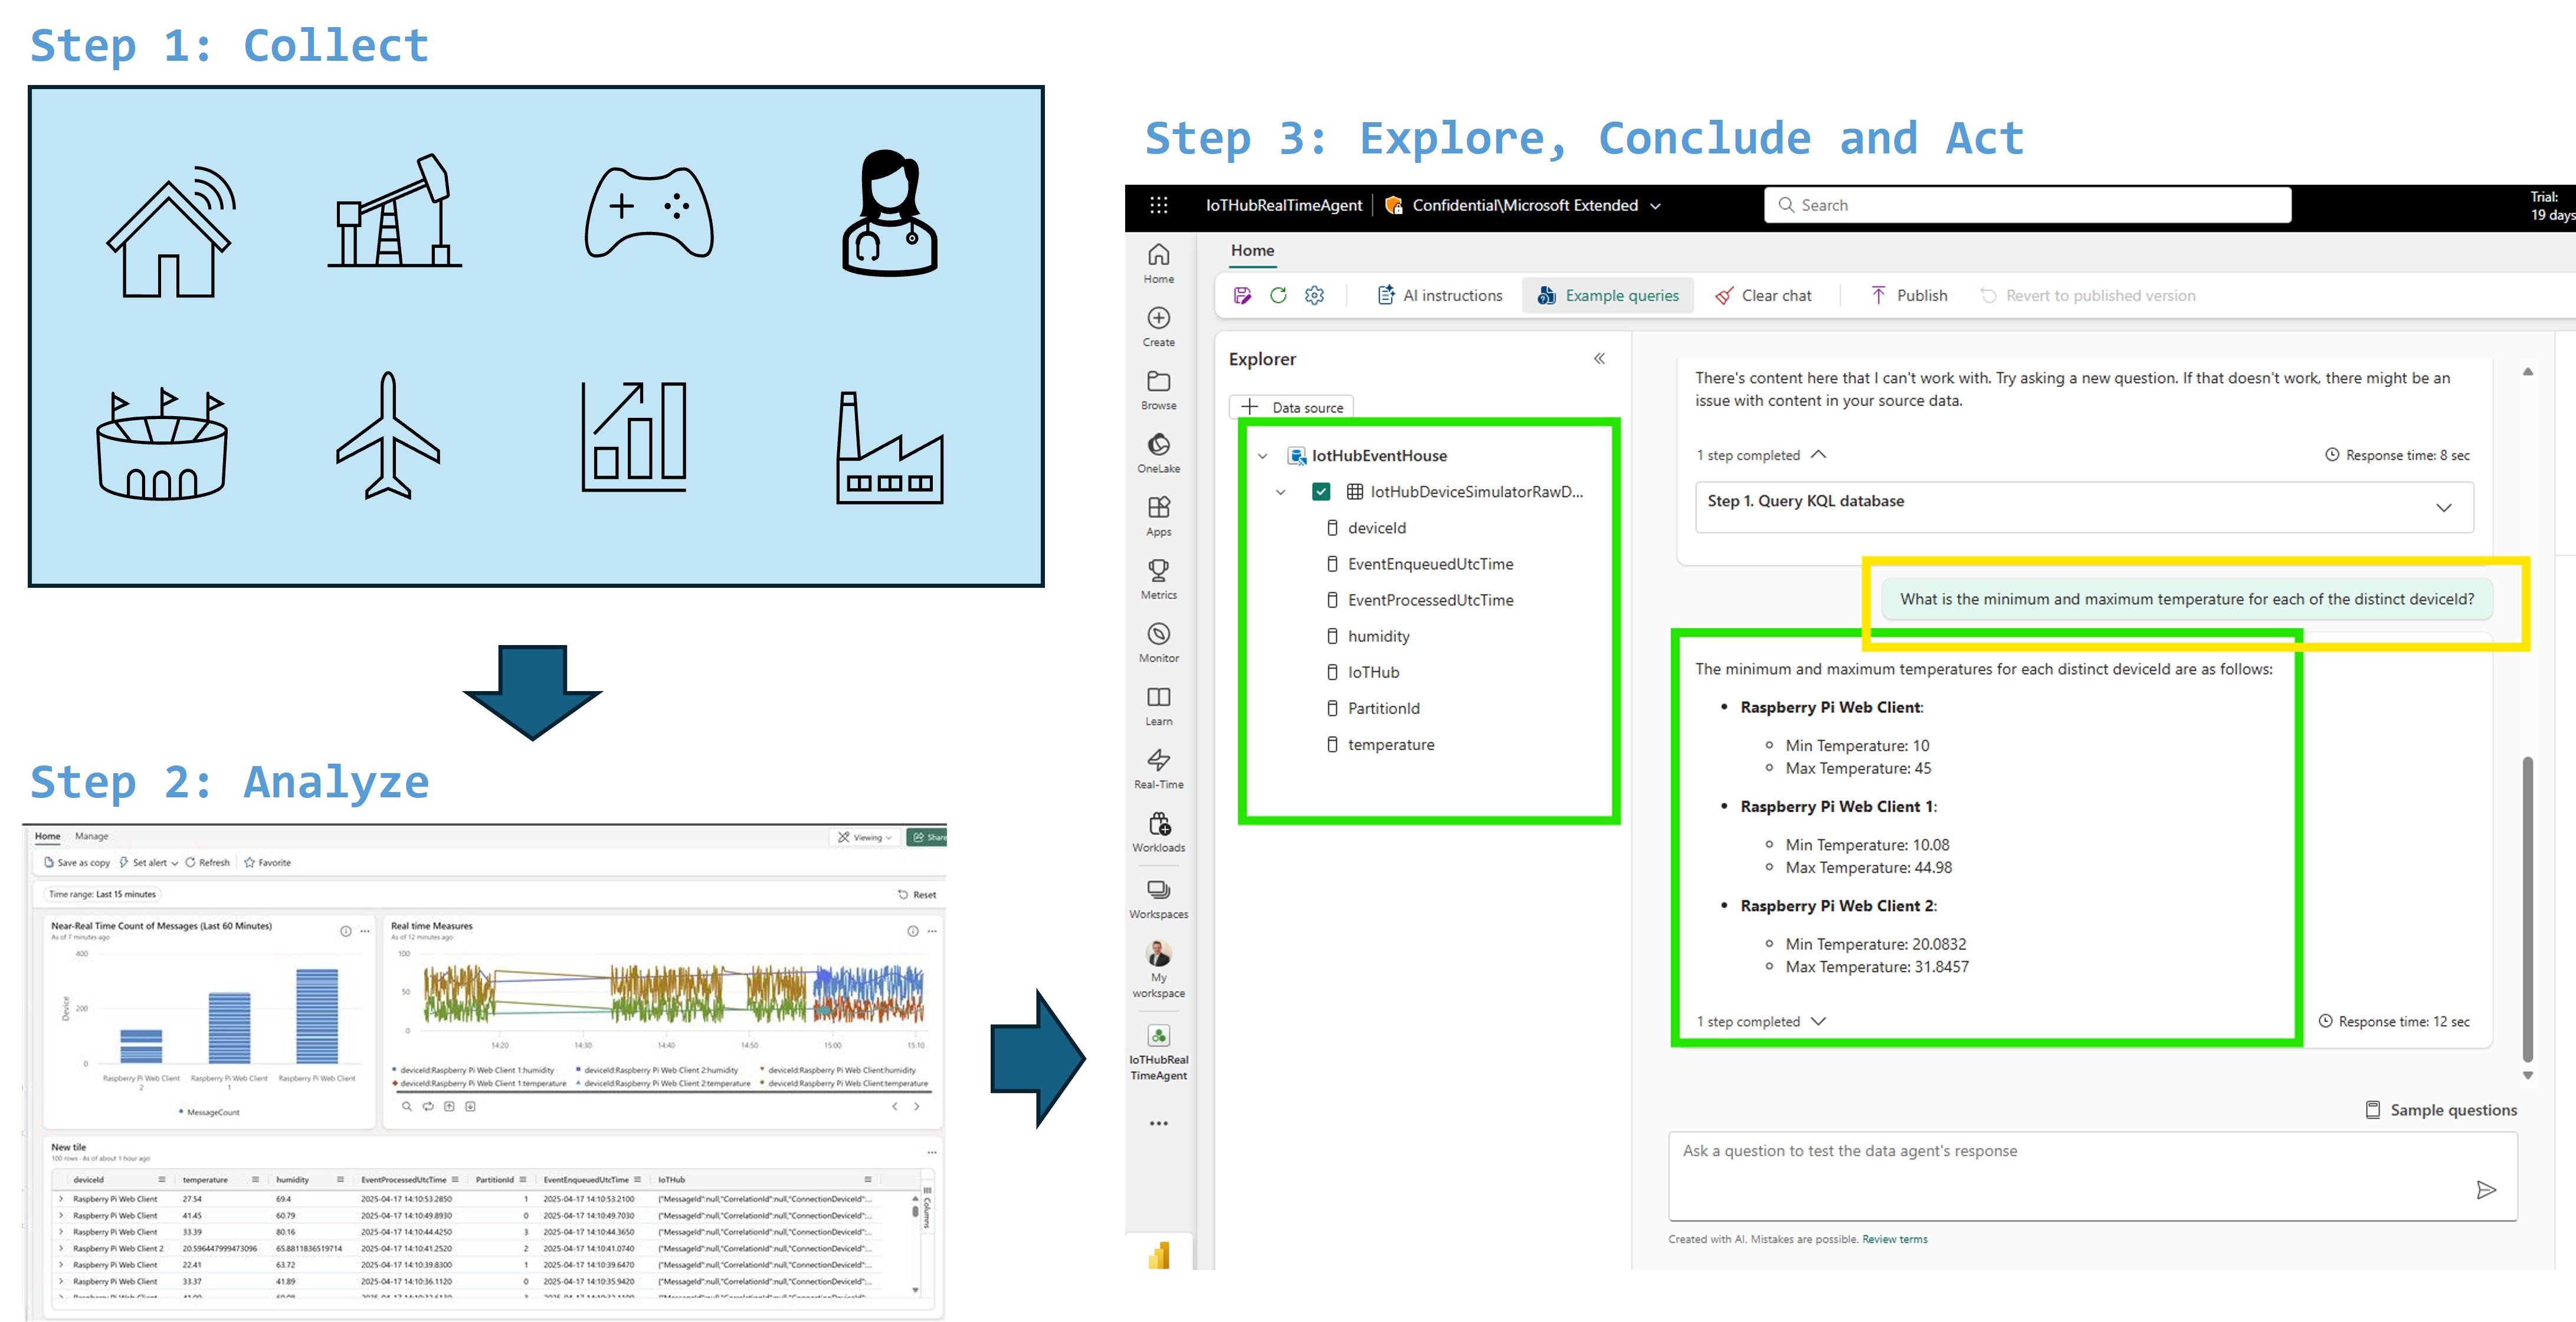 Step 1: Collect
Step 2: Analyze
Home Manage
Viewing Share
Save as copy Set alert Refresh Favorite
Time range: Last 15 minutes
Reset
Near-Real Time Count of Messages (Last 60 Minutes)
As of 7 minutes ago
400
200
0
Device
Raspberry Pi Web Client 2
Raspberry Pi Web Client 1
Raspberry Pi Web Client
MessageCount
Real time Measures
As of 12 minutes ago
100
50
0
14:20 14:30 14:40 14:50 15:00 15:10
deviceId:Raspberry Pi Web Client 1:humidity deviceId:Raspberry Pi Web Client 2:humidity deviceId:Raspberry Pi Web Client:humidity
deviceId:Raspberry Pi Web Client 1:temperature deviceId:Raspberry Pi Web Client 2:temperature deviceId:Raspberry Pi Web Client:temperature
New tile
100 rows · As of about 1 hour ago
deviceId temperature humidity EventProcessedUtcTime PartitionId EventEnqueuedUtcTime IoTHub
Raspberry Pi Web Client 27.54 69.4 2025-04-17 14:10:53.2850 1 2025-04-17 14:10:53.2100 {"MessageId":null,"CorrelationId":null,"ConnectionDeviceId":...
Raspberry Pi Web Client 41.45 60.79 2025-04-17 14:10:49.8930 0 2025-04-17 14:10:49.7030 {"MessageId":null,"CorrelationId":null,"ConnectionDeviceId":...
Raspberry Pi Web Client 33.39 80.16 2025-04-17 14:10:44.4250 3 2025-04-17 14:10:44.3650 {"MessageId":null,"CorrelationId":null,"ConnectionDeviceId":...
Raspberry Pi Web Client 2 20.596447999473096 65.8811836519714 2025-04-17 14:10:41.2520 2 2025-04-17 14:10:41.0740 {"MessageId":null,"CorrelationId":null,"ConnectionDeviceId":...
Raspberry Pi Web Client 22.41 63.72 2025-04-17 14:10:39.8300 1 2025-04-17 14:10:39.6470 {"MessageId":null,"CorrelationId":null,"ConnectionDeviceId":...
Raspberry Pi Web Client 33.37 41.89 2025-04-17 14:10:36.1120 0 2025-04-17 14:10:35.9420 {"MessageId":null,"CorrelationId":null,"ConnectionDeviceId":...
Columns
Step 3: Explore, Conclude and Act
IoTHubRealTimeAgent Confidential\Microsoft Extended
Search
Trial:
19 days
Home
Create
Browse
OneLake
Apps
Metrics
Monitor
Learn
Real-Time
Workloads
Workspaces
My
workspace
IoTHubReal
TimeAgent
Home
AI instructions Example queries Clear chat Publish Revert to published version
Explorer
Data source
IotHubEventHouse
IotHubDeviceSimulatorRawD...
deviceId
EventEnqueuedUtcTime
EventProcessedUtcTime
humidity
IoTHub
PartitionId
temperature
There's content here that I can't work with. Try asking a new question. If that doesn't work, there might be an
issue with content in your source data.
1 step completed
Response time: 8 sec
Step 1. Query KQL database
What is the minimum and maximum temperature for each of the distinct deviceId?
The minimum and maximum temperatures for each distinct deviceId are as follows:
Raspberry Pi Web Client:
Min Temperature: 10
Max Temperature: 45
Raspberry Pi Web Client 1:
Min Temperature: 10.08
Max Temperature: 44.98
Raspberry Pi Web Client 2:
Min Temperature: 20.0832
Max Temperature: 31.8457
1 step completed
Response time: 12 sec
Sample questions
Ask a question to test the data agent's response
Created with AI. Mistakes are possible. Review terms